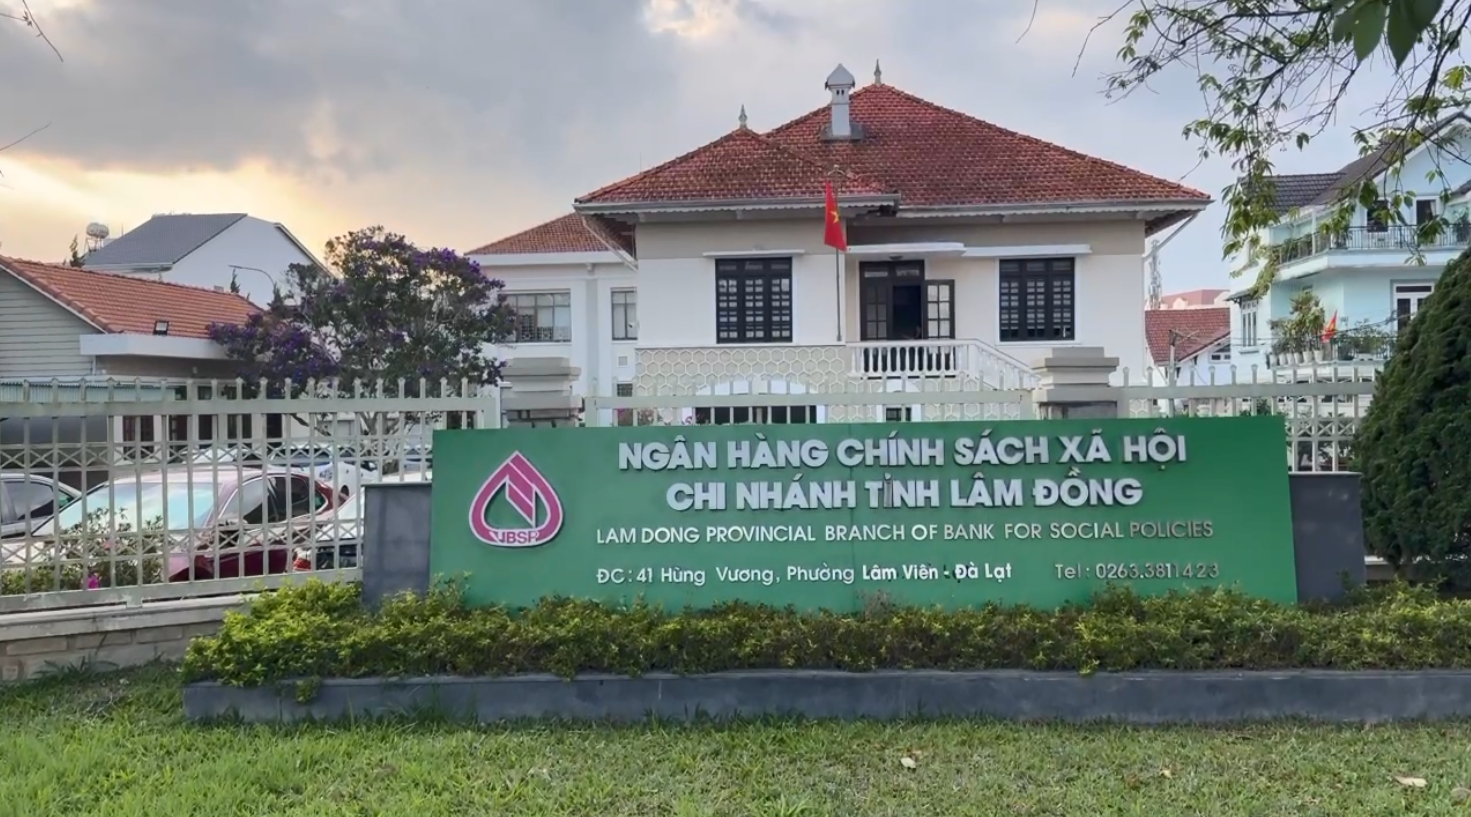 NGÂN HÀNG CHÍNH SÁCH XÃ HỘI
CHI NHÁNH TỈNH LÂM ĐỒNG
VBSP
LAM DONG PROVINCIAL BRANCH OF BANK FOR SOCIAL POLICIES
ĐC: 41 Hùng Vương, Phường Lâm Viên - Đà Lạt Tel: 0263.3811423